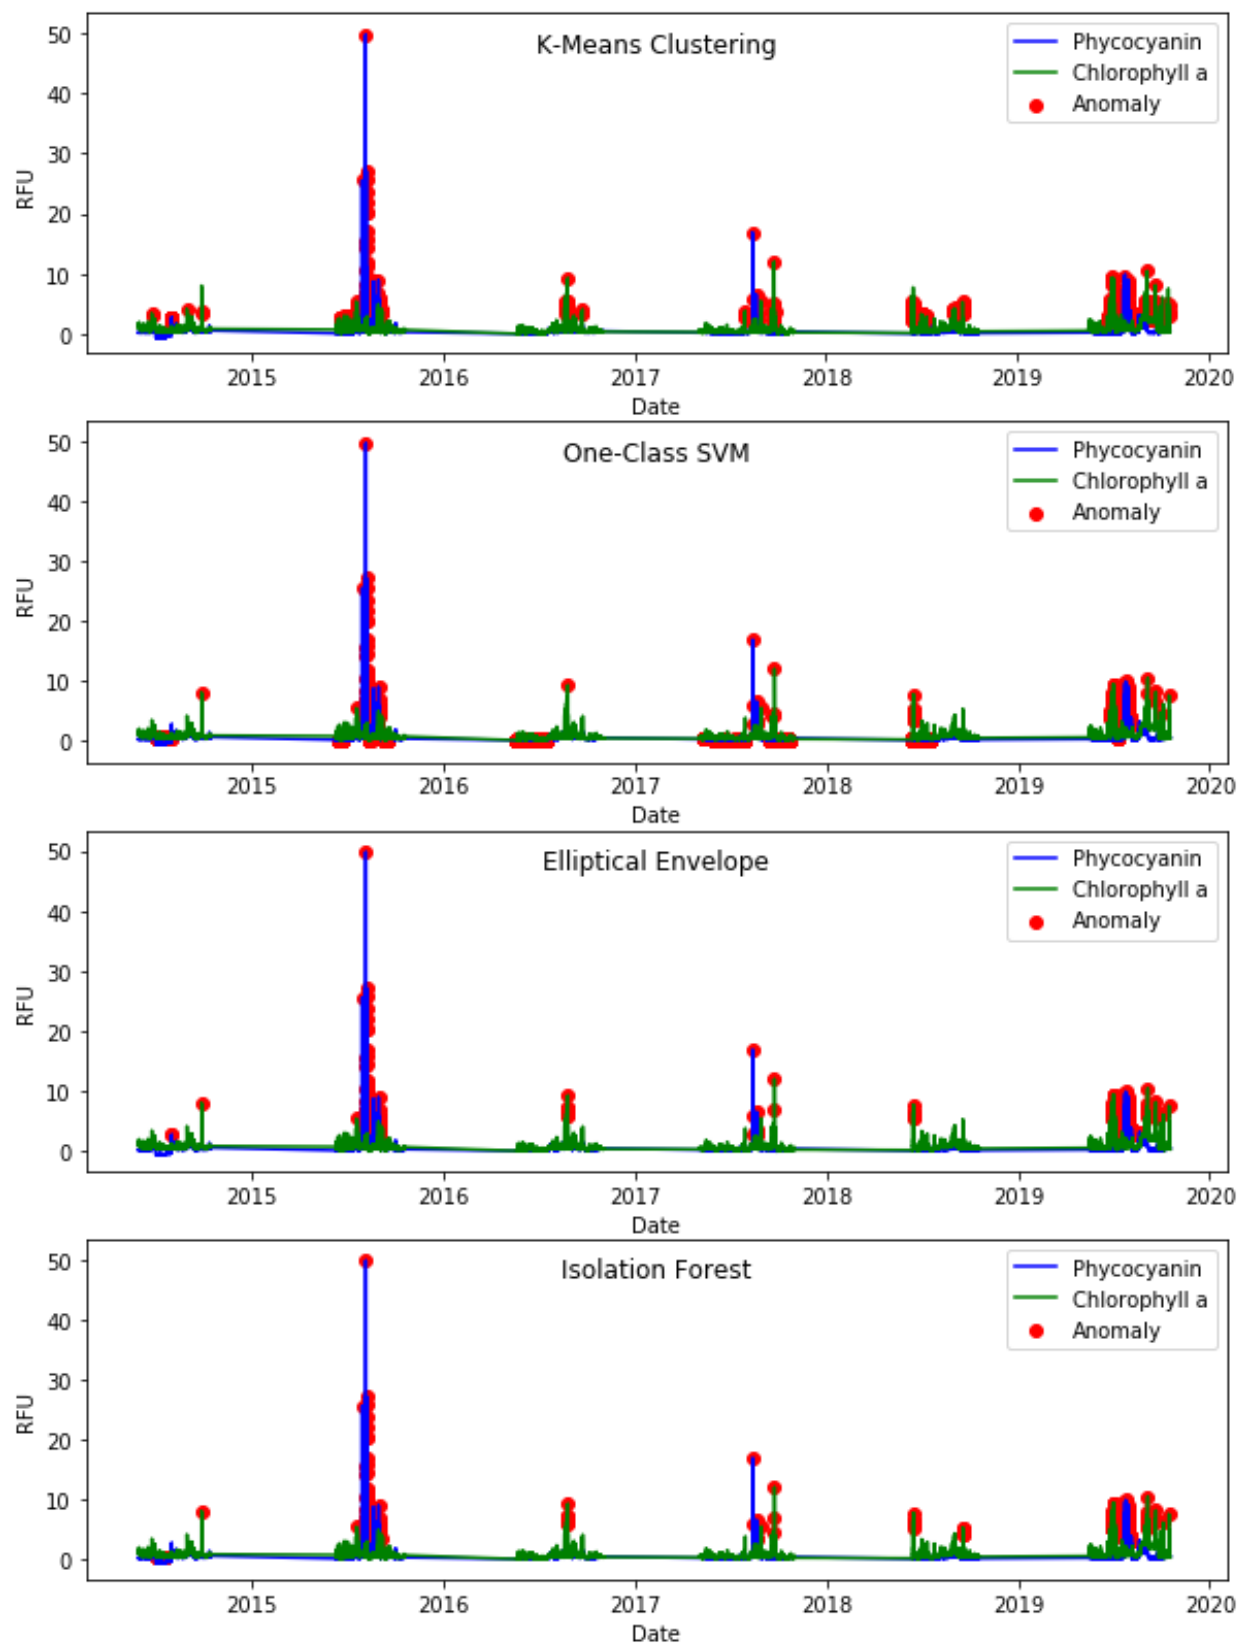 K-Means Clustering
Phycocyanin
Chlorophyll a
Anomaly
50
40
30
20
10
0
RFU
2015 2016 2017 2018 2019 2020
Date
One-Class SVM
Phycocyanin
Chlorophyll a
Anomaly
50
40
30
20
10
0
RFU
2015 2016 2017 2018 2019 2020
Date
Elliptical Envelope
Phycocyanin
Chlorophyll a
Anomaly
50
40
30
20
10
0
RFU
2015 2016 2017 2018 2019 2020
Date
Isolation Forest
Phycocyanin
Chlorophyll a
Anomaly
50
40
30
20
10
0
RFU
2015 2016 2017 2018 2019 2020
Date